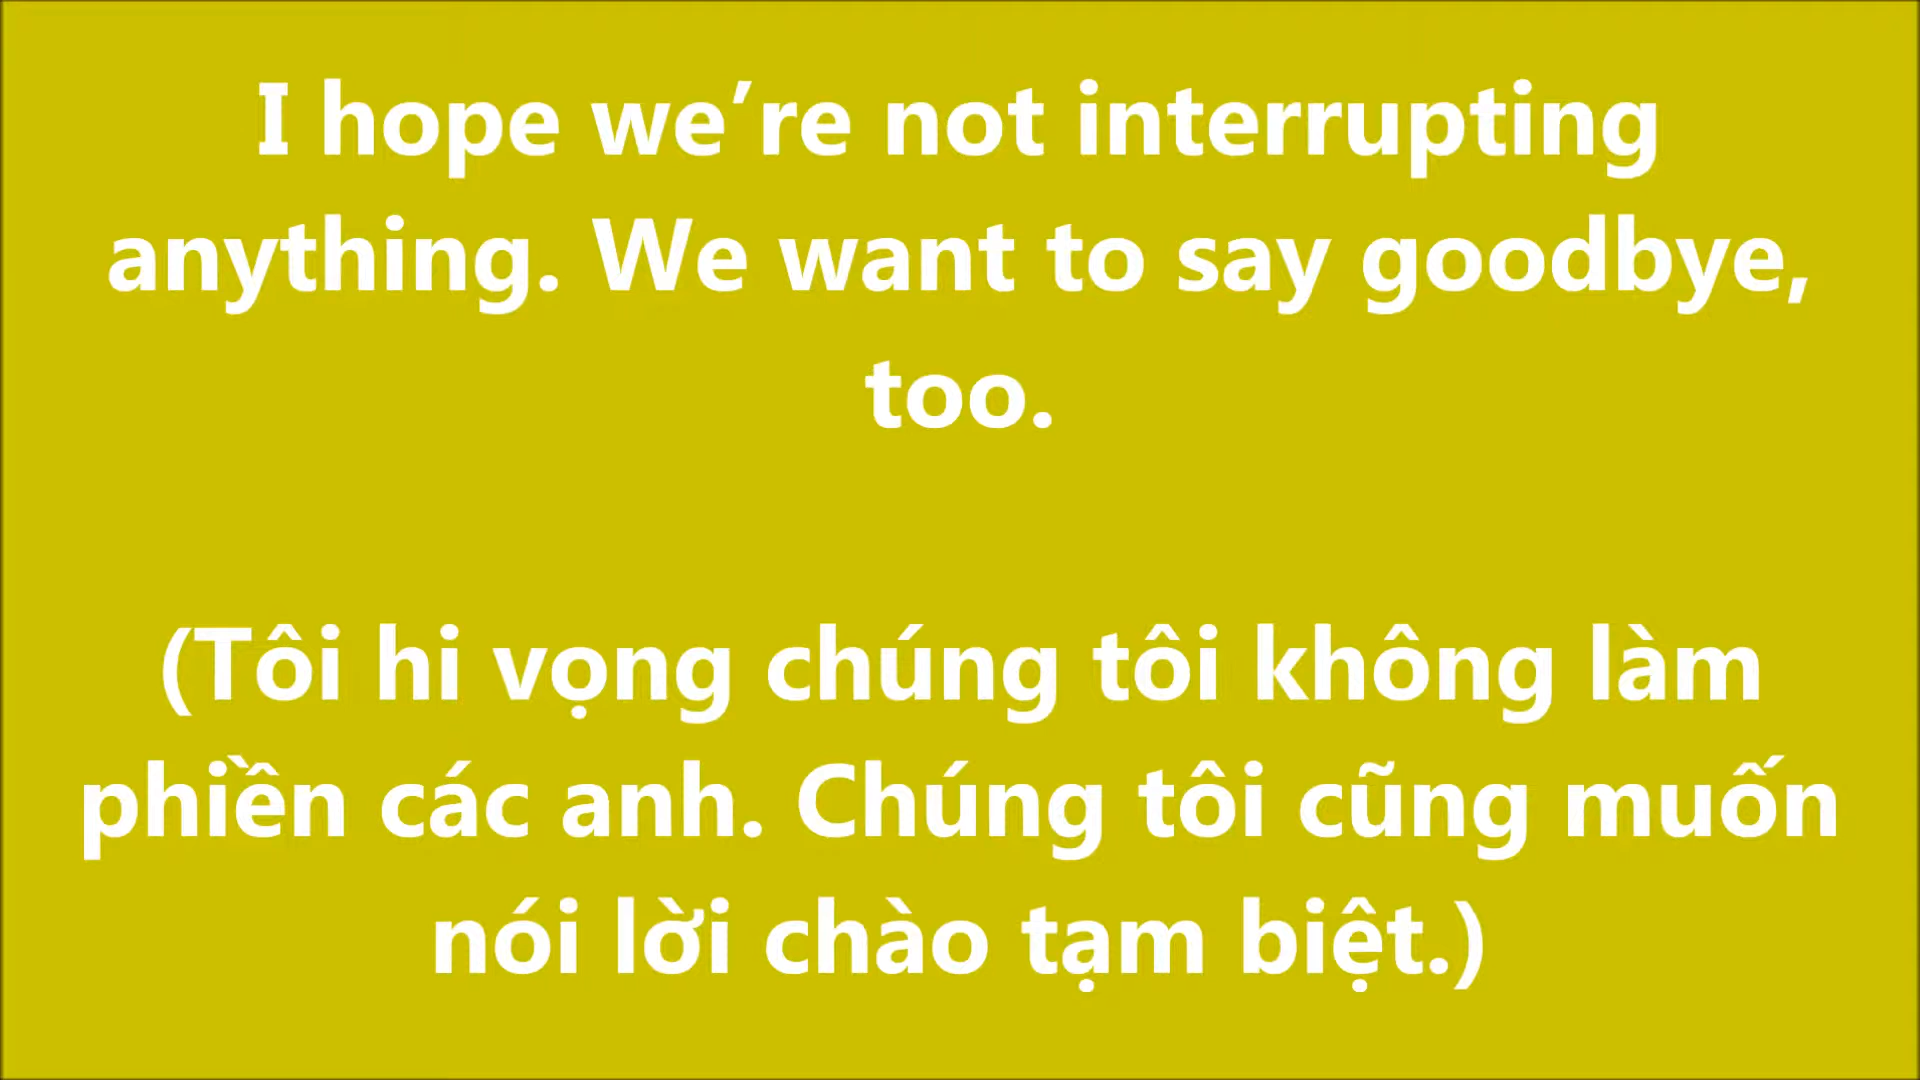 I hope we’re not interrupting
anything. We want to say goodbye,
too.
(Tôi hi vọng chúng tôi không làm
phiền các anh. Chúng tôi cũng muốn
nói lời chào tạm biệt.)